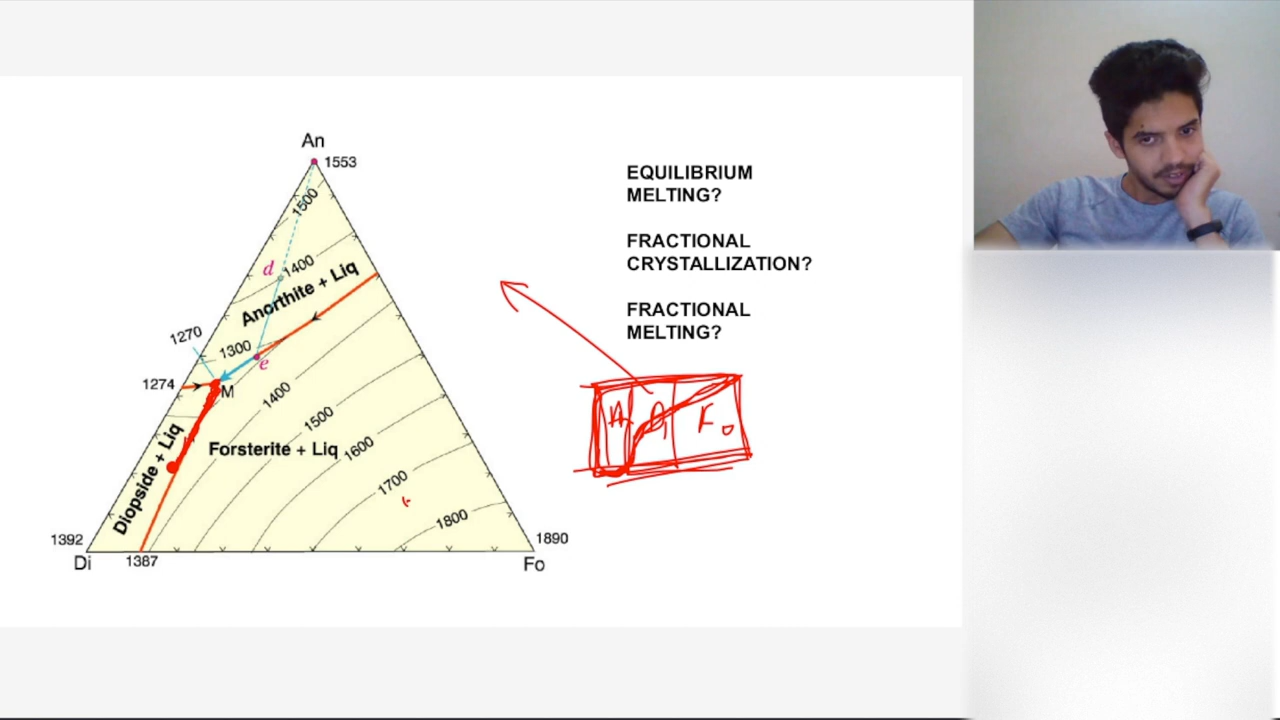 An
1553
1500
d
1400
Anorthite + Liq
1270
1300
e
1274
M
1400
1500
Diopside + Liq
Forsterite + Liq
1600
1700
1800
1392
1890
Di
1387
Fo
EQUILIBRIUM
MELTING?
FRACTIONAL
CRYSTALLIZATION?
FRACTIONAL
MELTING?
Fo